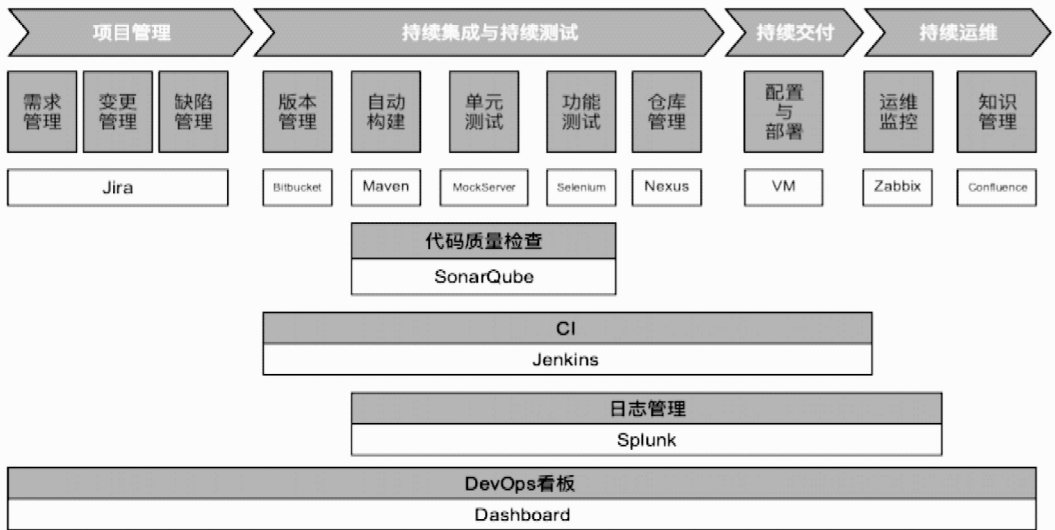 项目管理
持续集成与持续测试
持续交付
持续运维
需求
管理
变更
管理
缺陷
管理
版本
管理
自动
构建
单元
测试
功能
测试
仓库
管理
配置
与
部署
运维
监控
知识
管理
Jira
Bitbucket
Maven
MockServer
Selenium
Nexus
VM
Zabbix
Confluence
代码质量检查
SonarQube
CI
Jenkins
日志管理
Splunk
DevOps看板
Dashboard